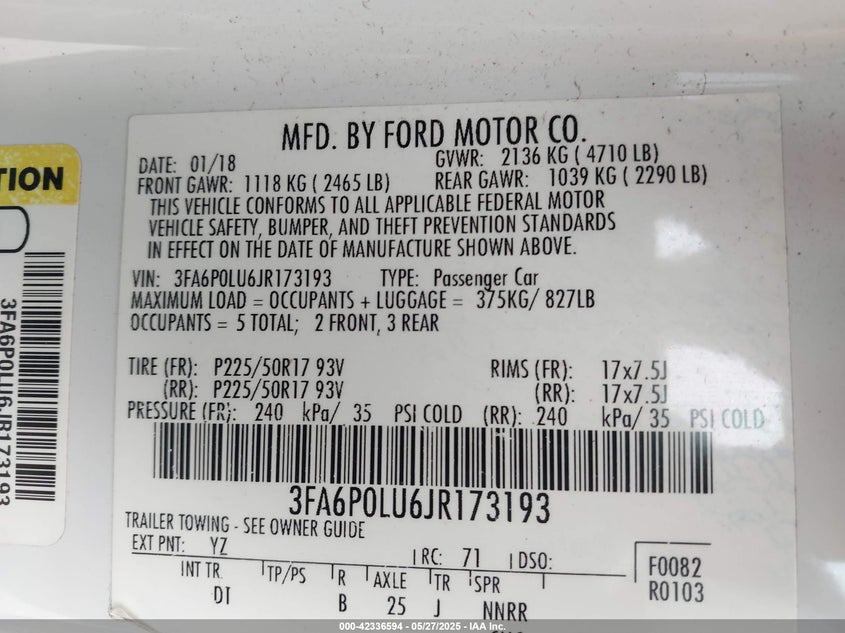 TION
3FA6P0LU6JR173193
MFD. BY FORD MOTOR CO.
DATE: 01/18 GVWR: 2136 KG ( 4710 LB)
FRONT GAWR: 1118 KG ( 2465 LB) REAR GAWR: 1039 KG ( 2290 LB)
THIS VEHICLE CONFORMS TO ALL APPLICABLE FEDERAL MOTOR
VEHICLE SAFETY, BUMPER, AND THEFT PREVENTION STANDARDS
IN EFFECT ON THE DATE OF MANUFACTURE SHOWN ABOVE.
VIN: 3FA6P0LU6JR173193 TYPE: Passenger Car
MAXIMUM LOAD = OCCUPANTS + LUGGAGE = 375KG/ 827LB
OCCUPANTS = 5 TOTAL; 2 FRONT, 3 REAR
TIRE (FR): P225/50R17 93V RIMS (FR): 17x7.5J
(RR): P225/50R17 93V (RR): 17x7.5J
PRESSURE (FR): 240 kPa/ 35 PSI COLD (RR): 240 kPa/ 35 PSI COLD
3FA6P0LU6JR173193
TRAILER TOWING - SEE OWNER GUIDE
EXT PNT: YZ RC: 71 DSO: F0082
INT TR TP/PS R AXLE TR SPR R0103
DT B 25 J NNRR
000-42336594 - 05/27/2025 - IAA Inc.